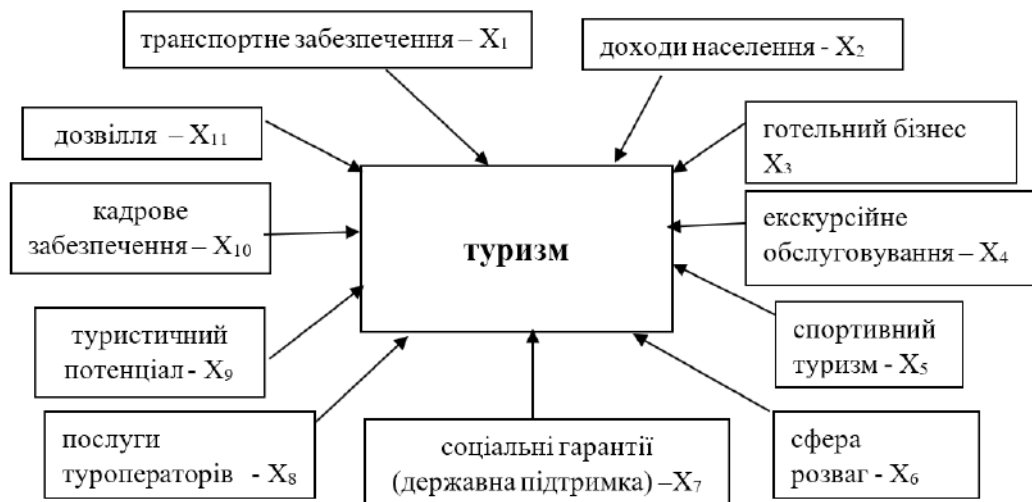 транспортне забезпечення – X₁
доходи населення - X₂
дозвілля – X₁₁
готельний бізнес
X₃
кадрове
забезпечення – X₁₀
туризм
екскурсійне
обслуговування – X₄
туристичний
потенціал - X₉
спортивний
туризм - X₅
послуги
туроператорів - X₈
соціальні гарантії
(державна підтримка) –X₇
сфера
розваг - X₆